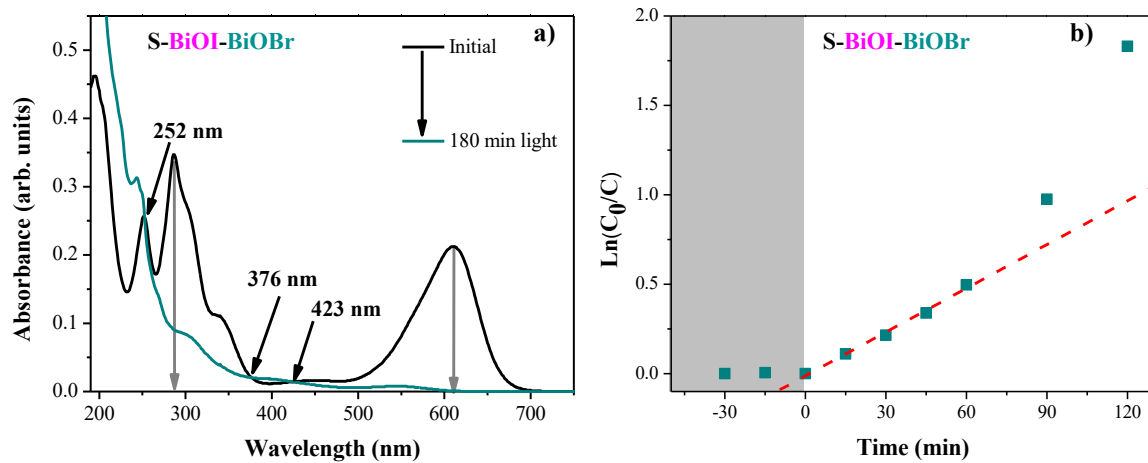 S-BiOI-BiOBr
a)
Initial
180 min light
252 nm
376 nm
423 nm
Absorbance (arb. units)
0.5
0.4
0.3
0.2
0.1
0.0
200 300 400 500 600 700
Wavelength (nm)
S-BiOI-BiOBr
b)
Ln(C0/C)
2.0
1.5
1.0
0.5
0.0
-30 0 30 60 90 120
Time (min)